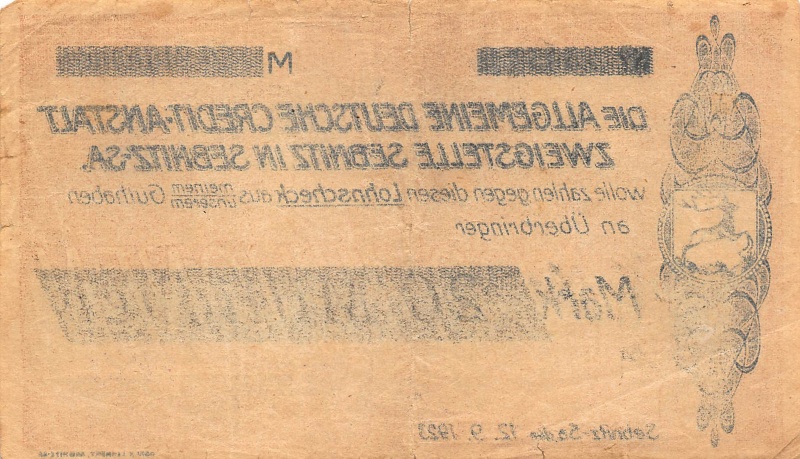 M
DIE ALLGEMEINE DEUTSCHE CREDIT-ANSTALT
ZWEIGSTELLE SEBNITZ IN SEBNITZ-SA.
wolle zahlen gegen diesen Lohnscheck aus meinem unserem Guthaben
an Überbringer
Mark
Sebnitz-Sa, den 12. 9. 1923